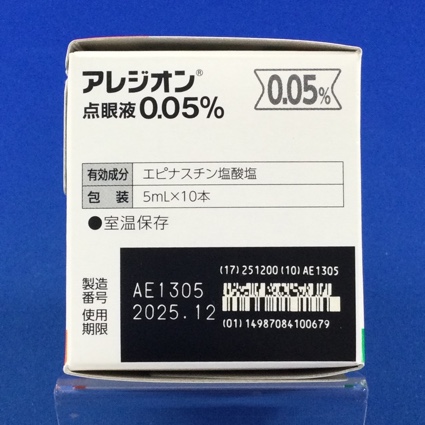 アレジオン®
点眼液 0.05%
0.05%
有効成分 エピナスチン塩酸塩
包装 5mL×10本
●室温保存
(17)251200(10)AE1305
製造番号 AE1305
使用期限 2025.12
(01)14987084100679